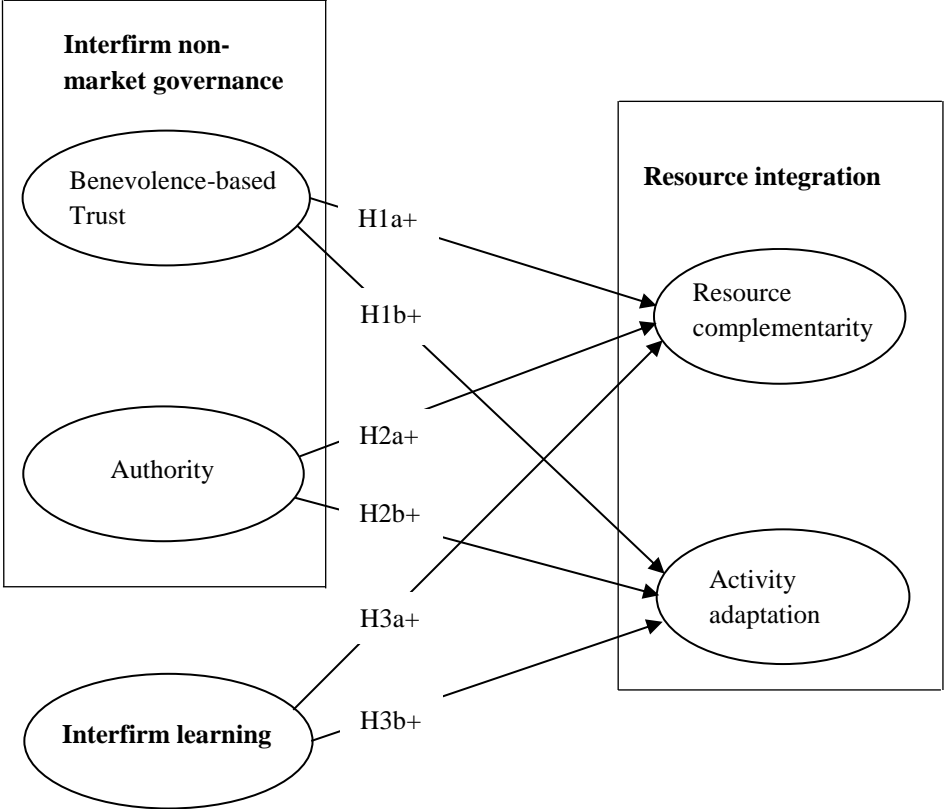 Interfirm non-
market governance
Benevolence-based
Trust
Authority
Interfirm learning
H1a+
H1b+
H2a+
H2b+
H3a+
H3b+
Resource integration
Resource
complementarity
Activity
adaptation